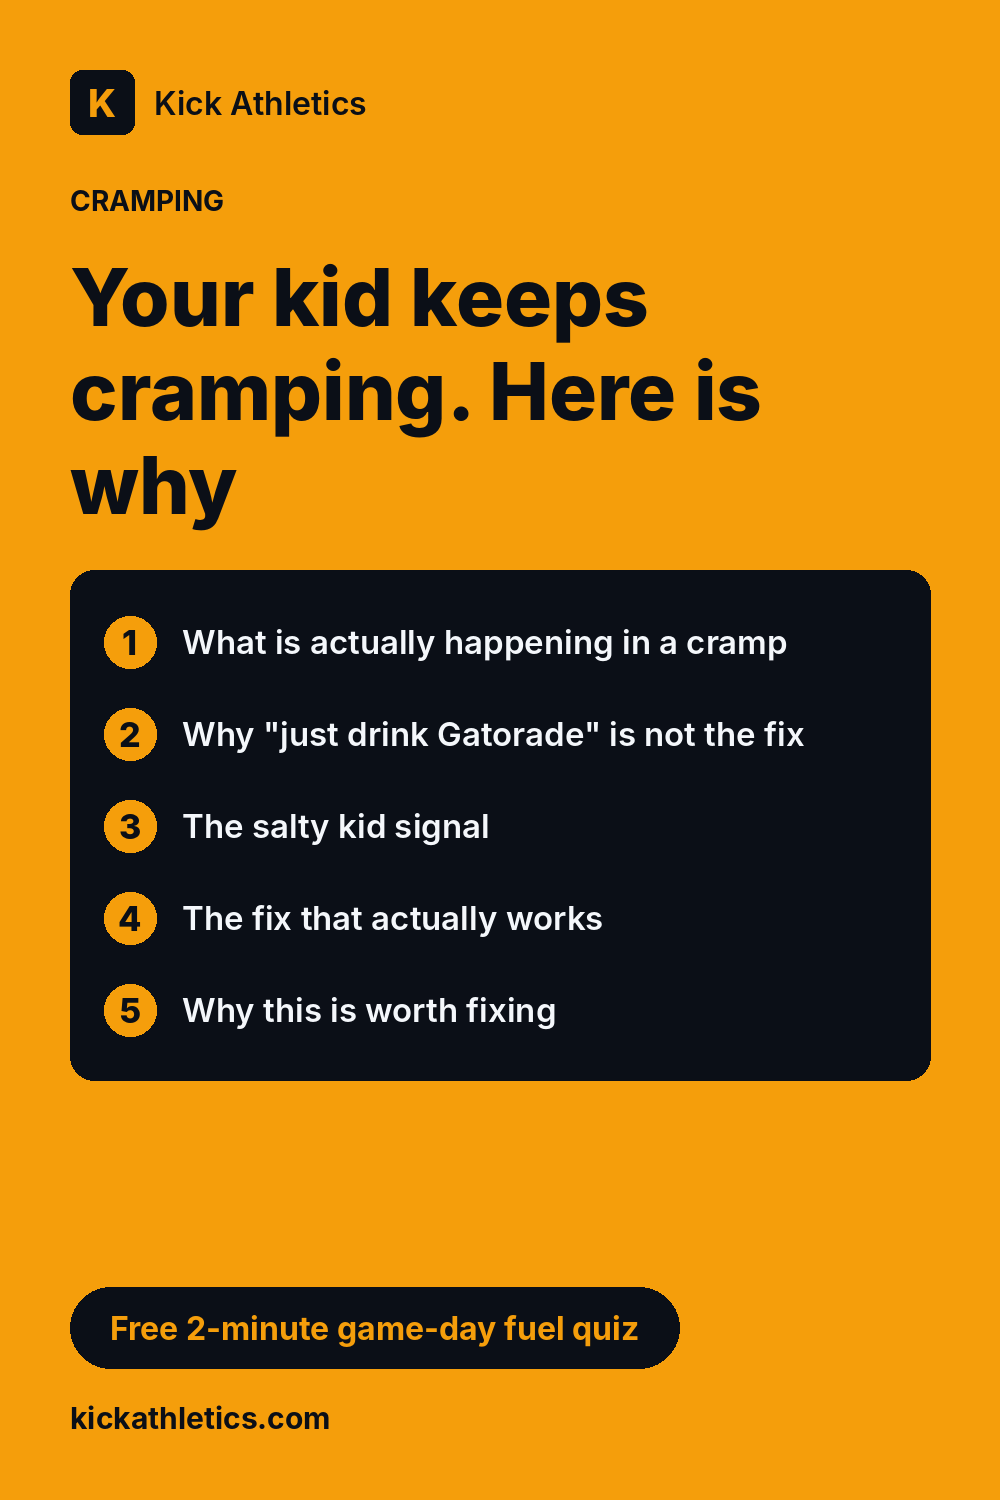 K
Kick Athletics
CRAMPING
Your kid keeps
cramping. Here is
why
1 What is actually happening in a cramp
2 Why "just drink Gatorade" is not the fix
3 The salty kid signal
4 The fix that actually works
5 Why this is worth fixing
Free 2-minute game-day fuel quiz
kickathletics.com